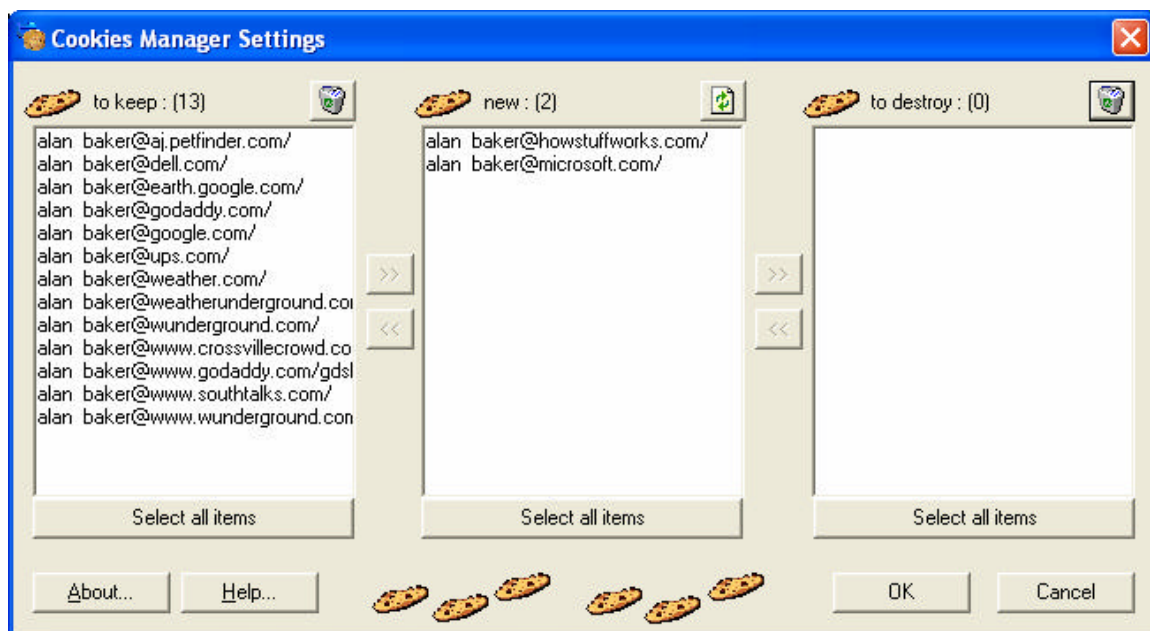 Cookies Manager Settings
to keep : (13)
alan baker@aj.petfinder.com/
alan baker@dell.com/
alan baker@earth.google.com/
alan baker@godaddy.com/
alan baker@google.com/
alan baker@ups.com/
alan baker@weather.com/
alan baker@weatherunderground.co
alan baker@wunderground.com/
alan baker@www.crossvillecrowd.co
alan baker@www.godaddy.com/gdsl
alan baker@www.southtalks.com/
alan baker@www.wunderground.con
Select all items
>>
<<
new : (2)
alan baker@howstuffworks.com/
alan baker@microsoft.com/
Select all items
>>
<<
to destroy : (0)
Select all items
About...
Help...
OK
Cancel